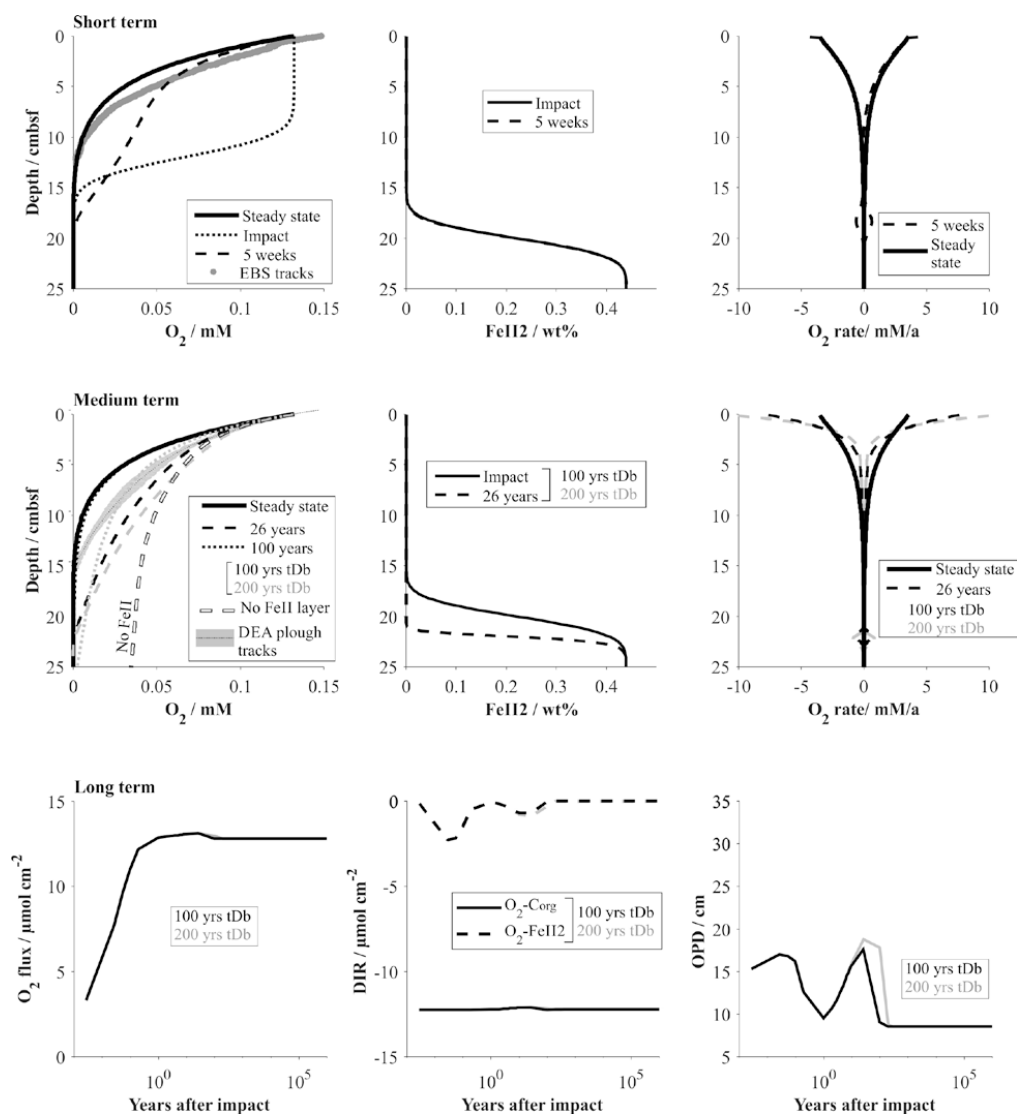 Short term
0
5
10
15
20
25
Depth / cmbsf
0
0.05
0.10
0.15
O2 / mM
Steady state
Impact
5 weeks
EBS tracks
0
5
10
15
20
25
0
0.1
0.2
0.3
0.4
FeII2 / wt%
Impact
5 weeks
0
5
10
15
20
25
-10
-5
0
5
10
O2 rate/ mM/a
5 weeks
Steady
state
Medium term
0
5
10
15
20
25
Depth / cmbsf
0
0.05
0.10
0.15
O2 / mM
Steady state
26 years
100 years
100 yrs tDb
200 yrs tDb
No FeII layer
DEA plough
tracks
No FeII
0
5
10
15
20
25
0
0.1
0.2
0.3
0.4
FeII2 / wt%
Impact
26 years
100 yrs tDb
200 yrs tDb
0
5
10
15
20
25
-10
-5
0
5
10
O2 rate/ mM/a
Steady state
26 years
100 yrs tDb
200 yrs tDb
Long term
15
10
5
0
O2 flux / µmol cm-2
10^0
10^5
Years after impact
100 yrs tDb
200 yrs tDb
0
-5
-10
-15
DIR / µmol cm-2
10^0
10^5
Years after impact
O2-Corg
O2-FeII2
100 yrs tDb
200 yrs tDb
35
30
25
20
15
10
5
0
OPD / cm
10^0
10^5
Years after impact
100 yrs tDb
200 yrs tDb